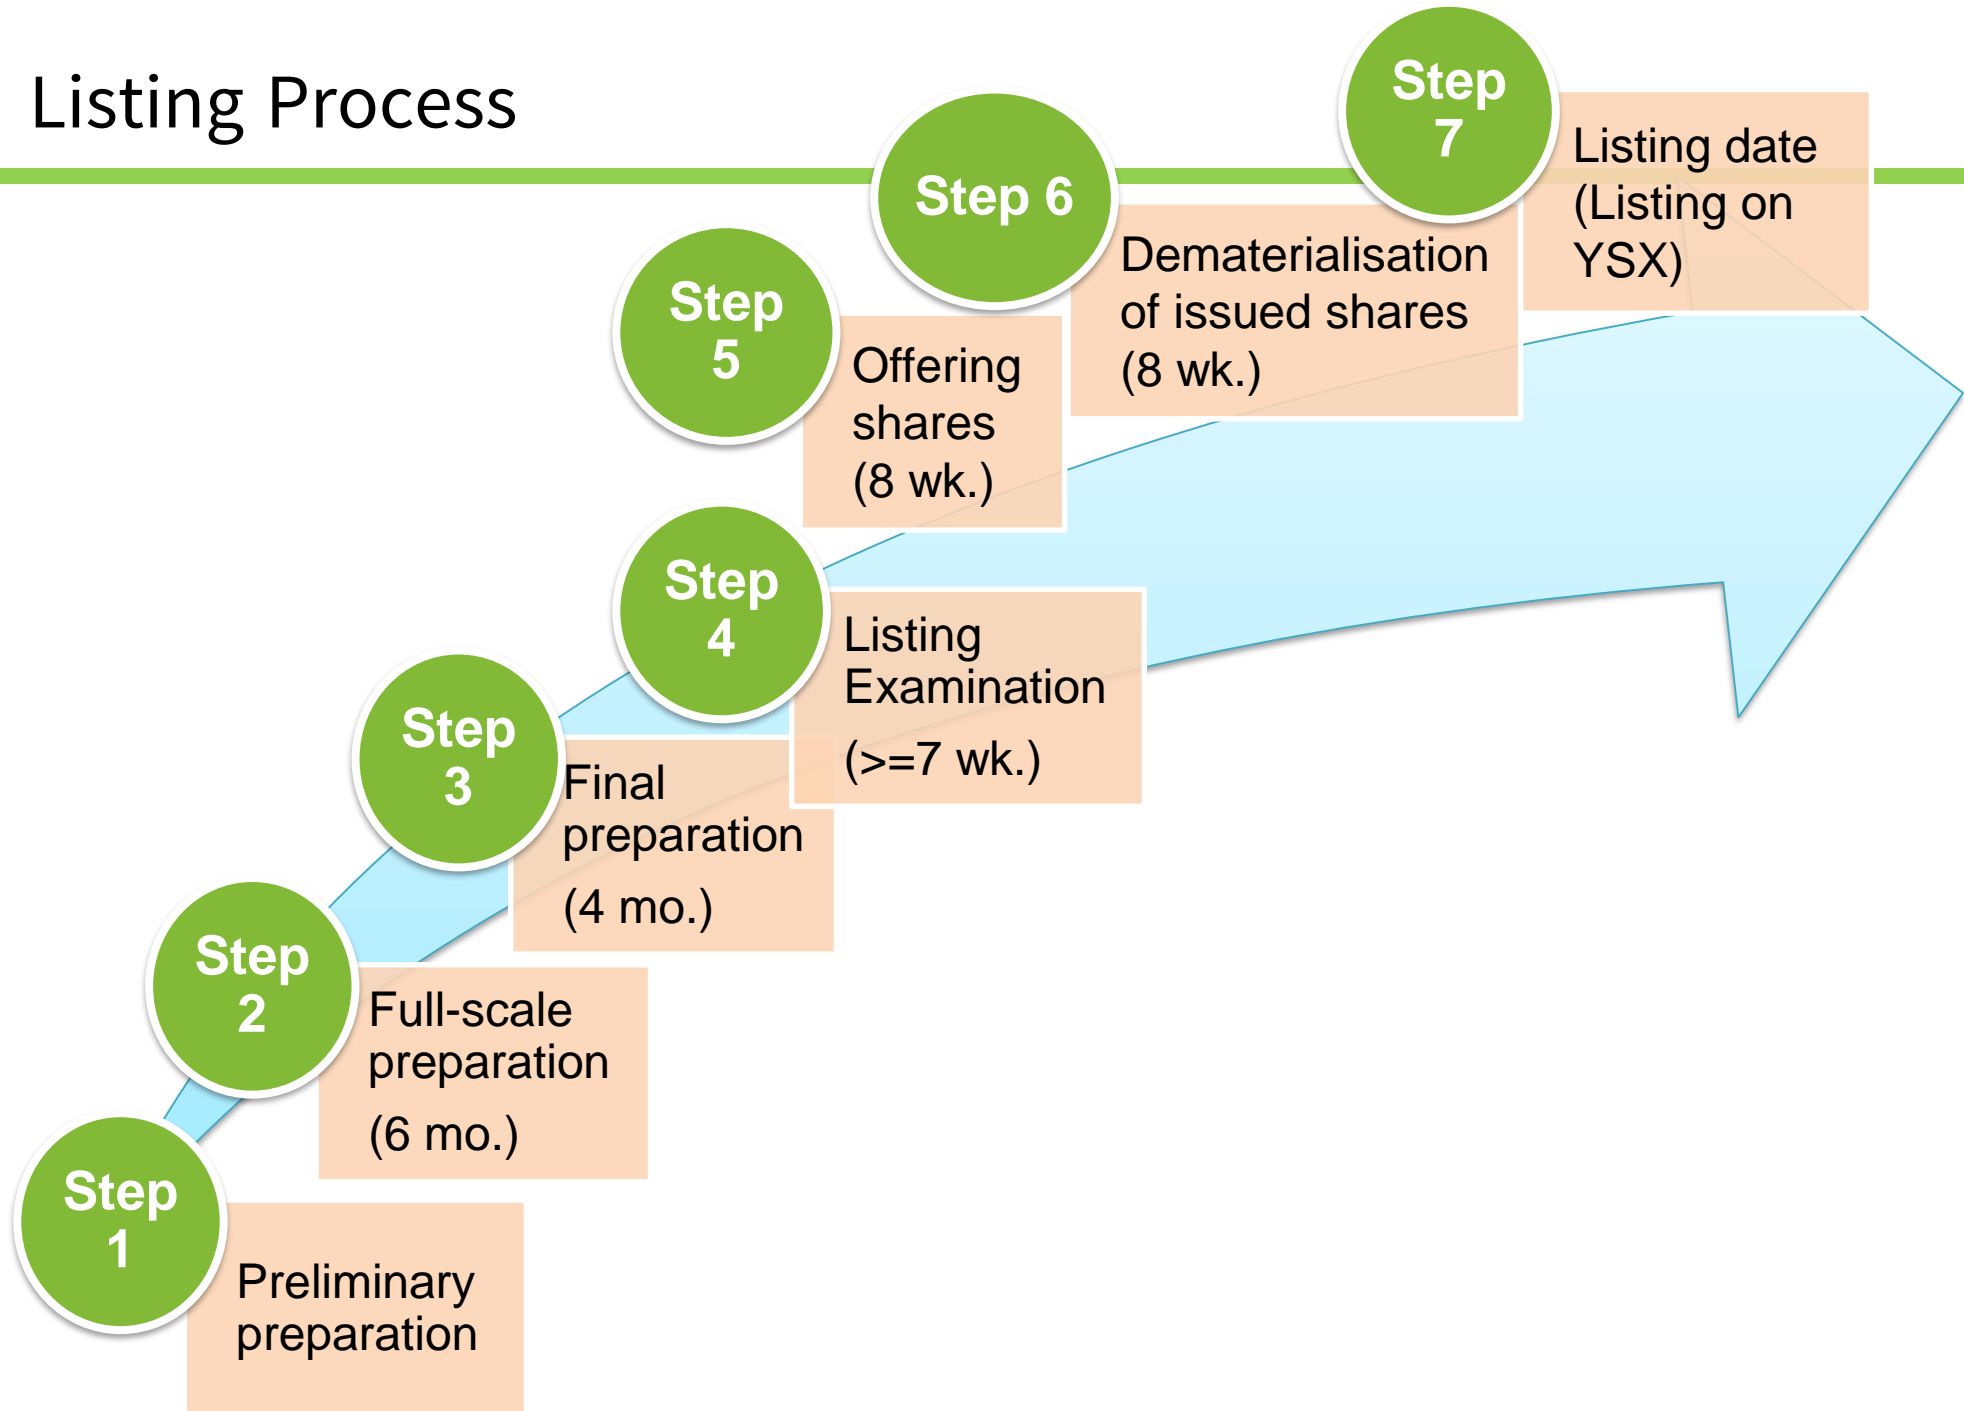 Listing Process
Step
1
Preliminary
preparation
Step
2
Full-scale
preparation
(6 mo.)
Step
3
Final
preparation
(4 mo.)
Step
4
Listing
Examination
(>=7 wk.)
Step
5
Offering
shares
(8 wk.)
Step 6
Dematerialisation
of issued shares
(8 wk.)
Step
7
Listing date
(Listing on
YSX)